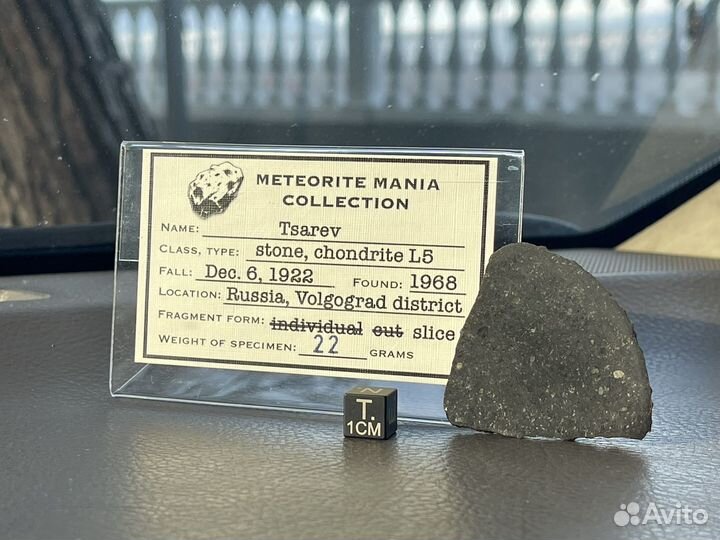 METEORITE MANIA
COLLECTION
NAME: Tsarev
CLASS, TYPE: stone, chondrite L5
FALL: Dec. 6, 1922 FOUND: 1968
LOCATION: Russia, Volgograd district
FRAGMENT FORM: individual cut slice
WEIGHT OF SPECIMEN: 22 GRAMS
N
T.
1CM
Avito